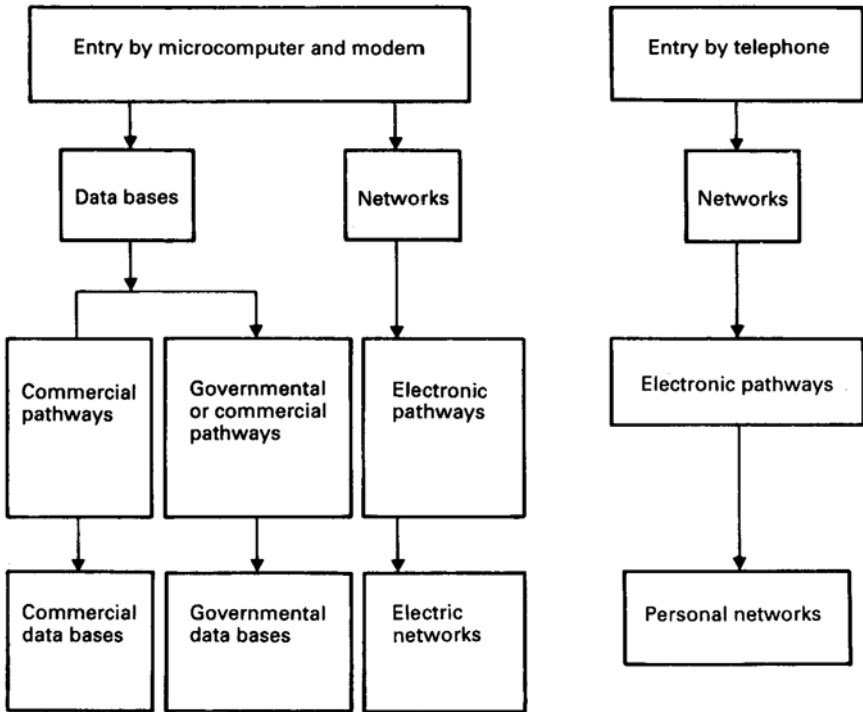 Entry by microcomputer and modem
Entry by telephone
Data bases
Networks
Networks
Commercial
pathways
Governmental
or commercial
pathways
Electronic
pathways
Electronic pathways
Commercial
data bases
Governmental
data bases
Electric
networks
Personal networks